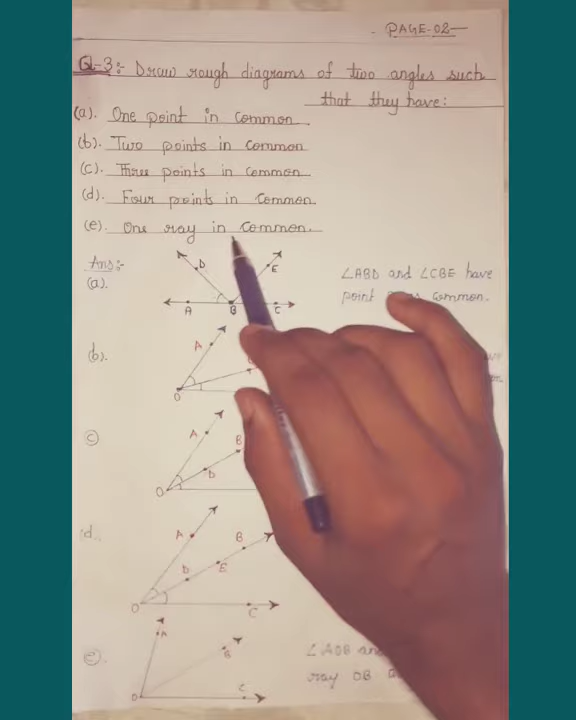 PAGE-02
Q-3:- Draw rough diagrams of two angles such
that they have:
(a). One point in common.
(b). Two points in common
(c). Three points in common.
(d). Four points in common.
(e). One ray in common.
Ans:-
(a).
D
E
A
B
C
∠ABD and ∠CBE have
point as common.
(b).
A
O
(c)
A
B
D
O
d.
A
B
D
E
O
C
e.
A
B
O
C
∠AOB and
ray OB